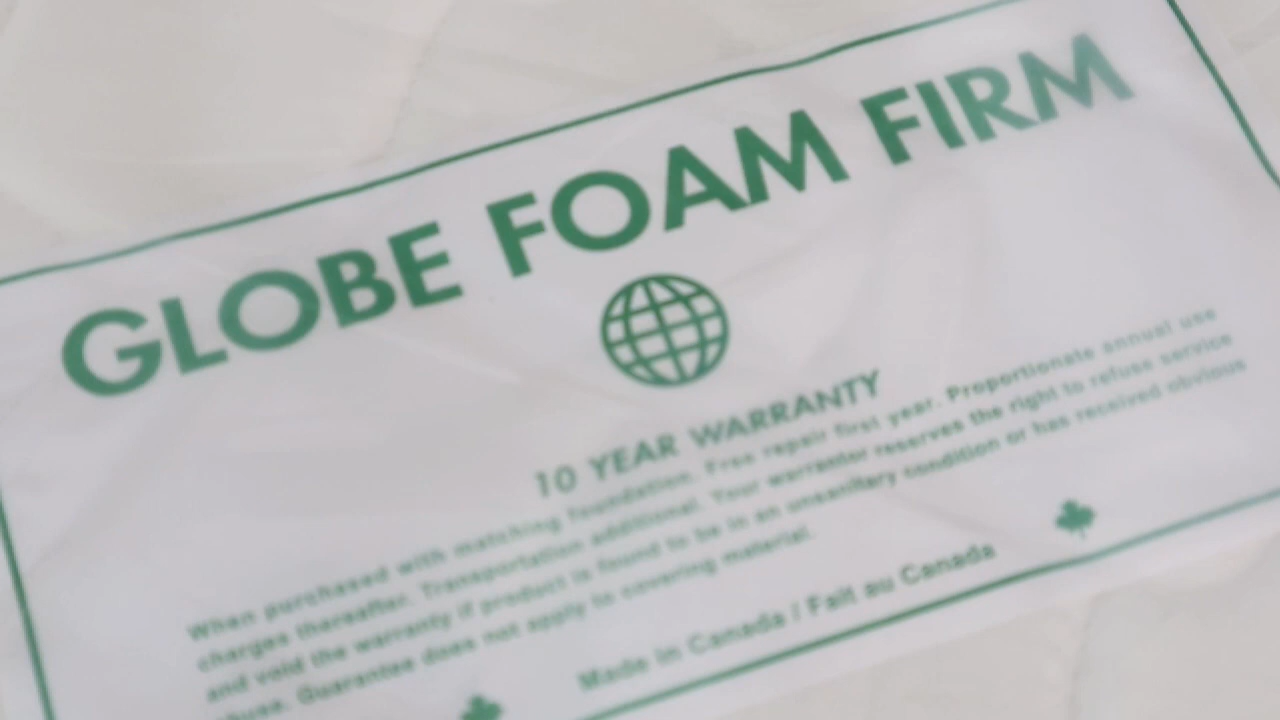 GLOBE FOAM FIRM
10 YEAR WARRANTY
When purchased with matching foundation. Free repair first year. Proportionate annual use
charges thereafter. Transportation additional. Your warrantor reserves the right to refuse service
and void the warranty if product is found to be in an unsanitary condition or has received obvious
abuse. Guarantee does not apply to covering material.
Made in Canada / Fait au Canada